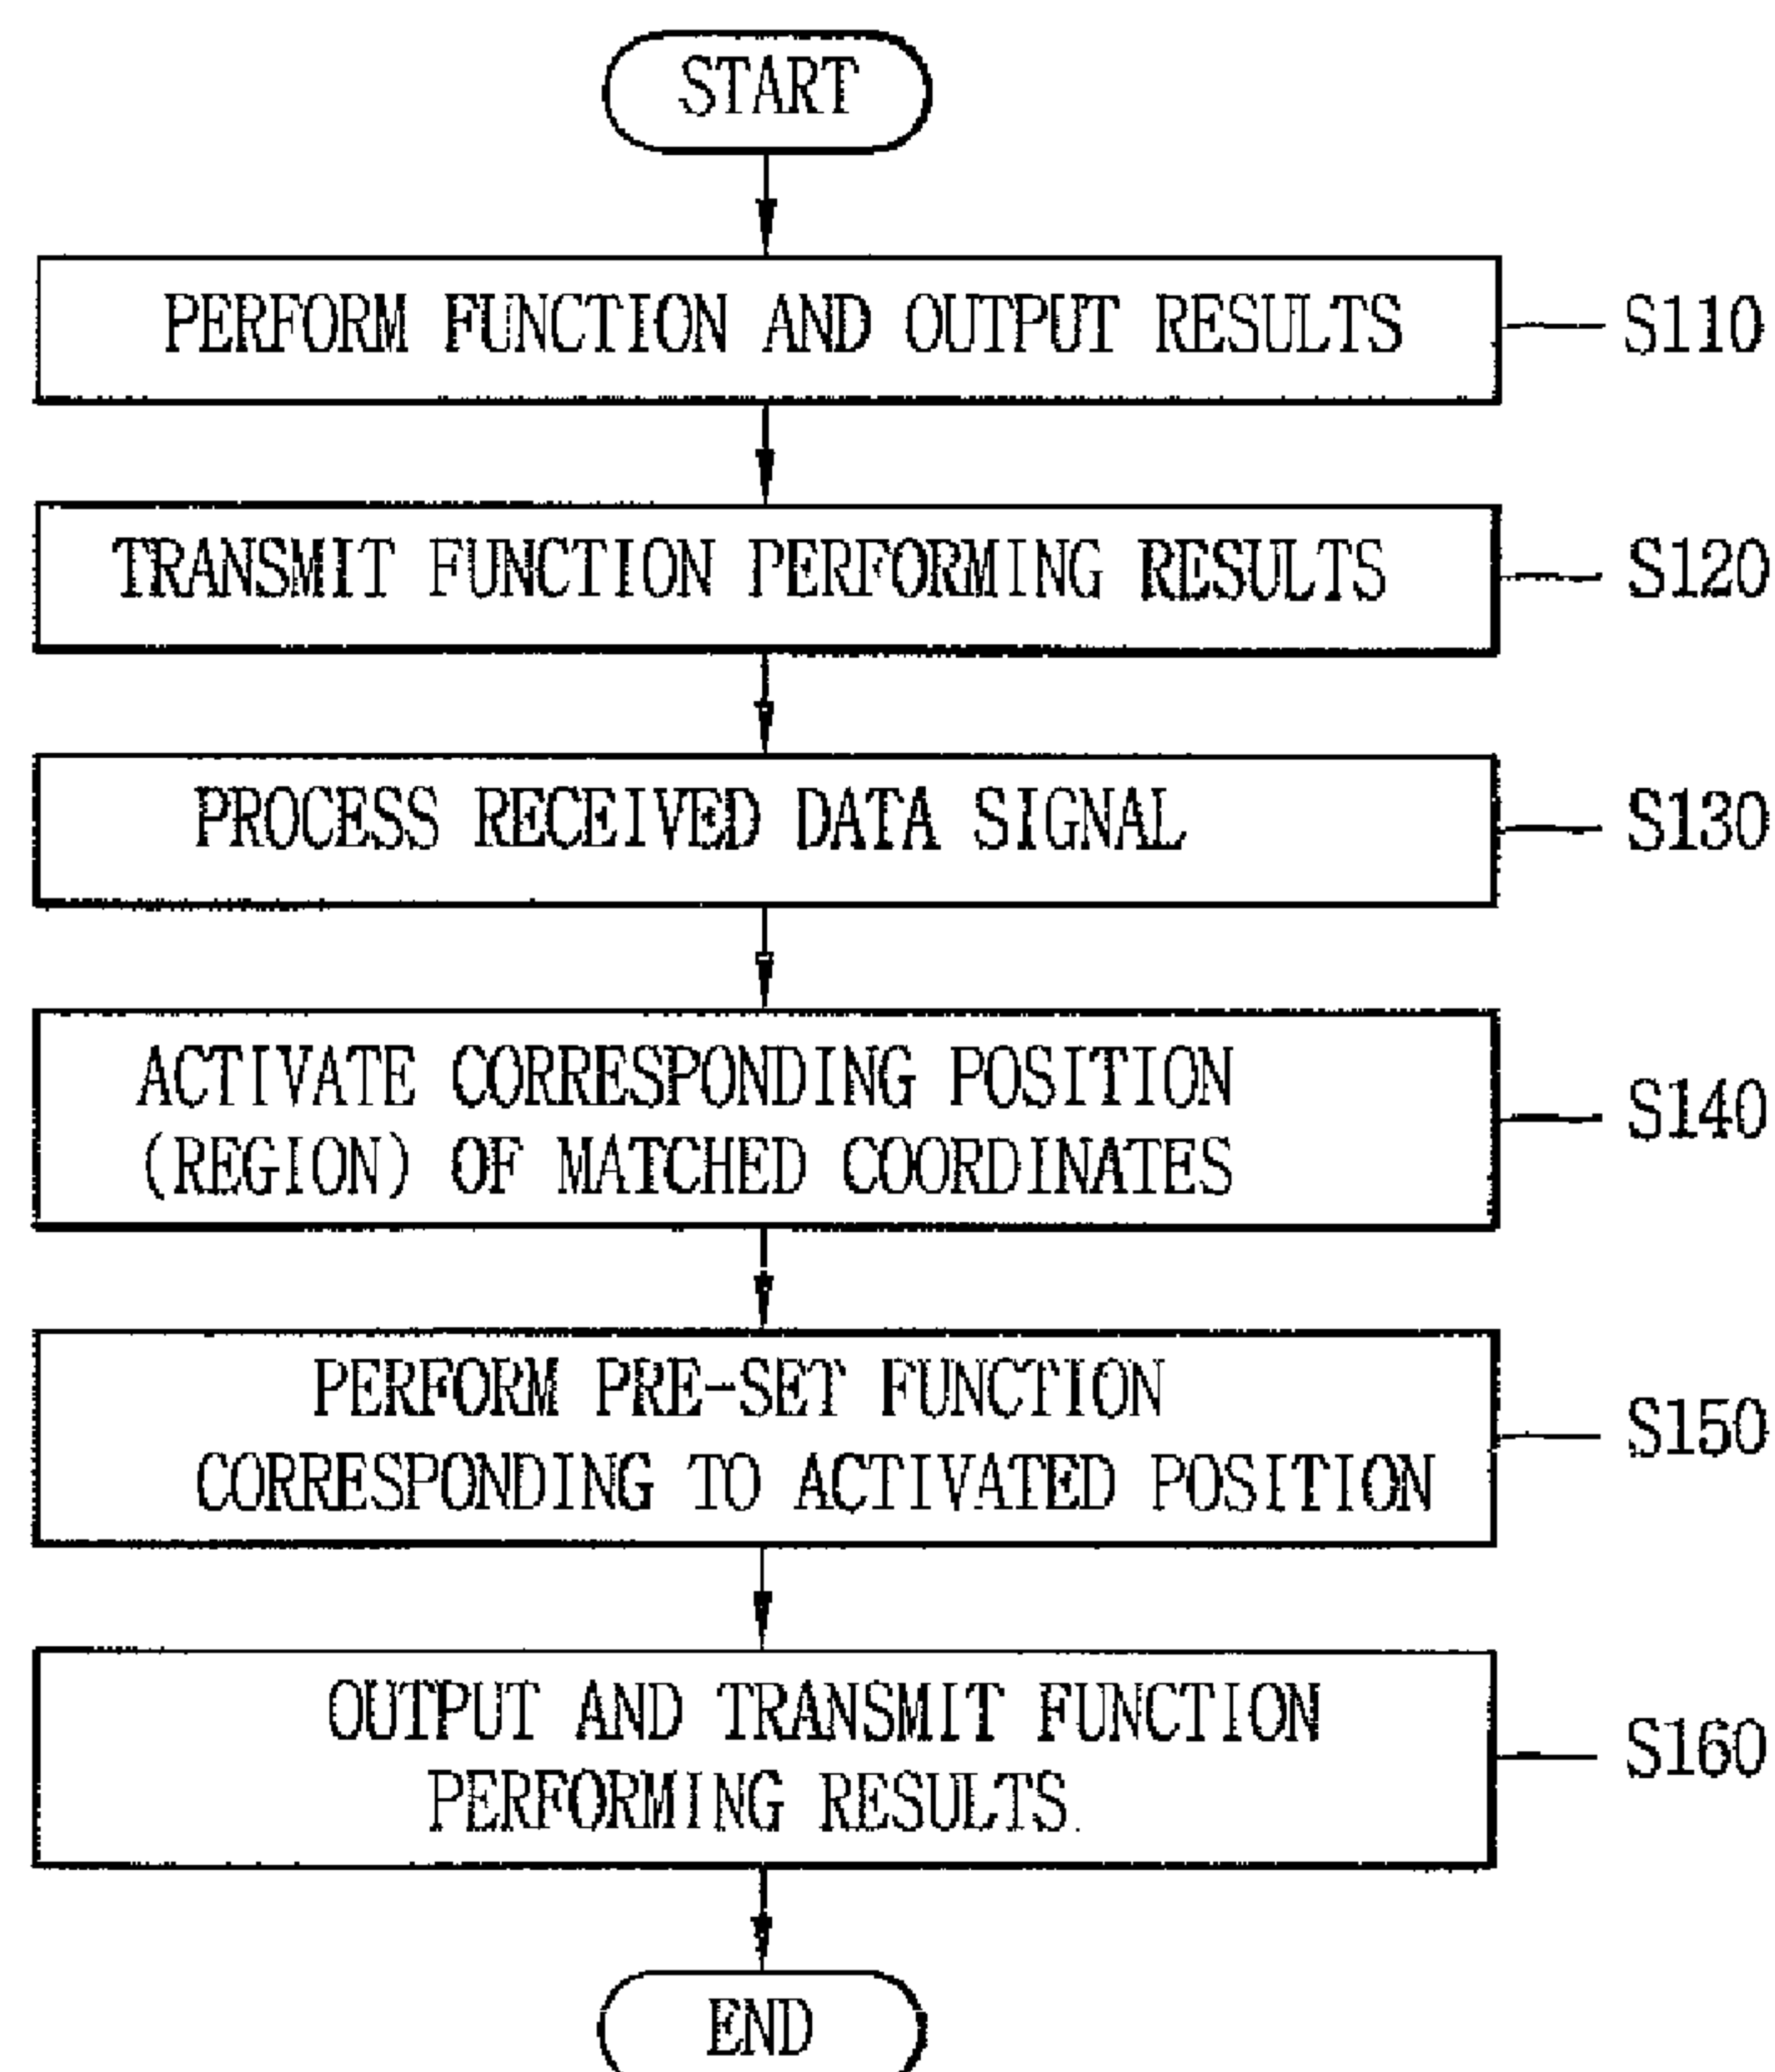 START
PERFORM FUNCTION AND OUTPUT RESULTS
S110
TRANSMIT FUNCTION PERFORMING RESULTS
S120
PROCESS RECEIVED DATA SIGNAL
S130
ACTIVATE CORRESPONDING POSITION
(REGION) OF MATCHED COORDINATES
S140
PERFORM PRE-SET FUNCTION
CORRESPONDING TO ACTIVATED POSITION
S150
OUTPUT AND TRANSMIT FUNCTION
PERFORMING RESULTS
S160
END